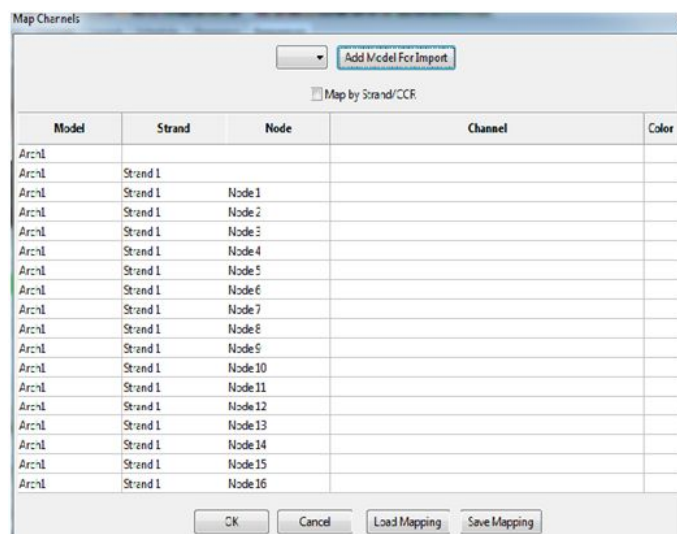 Map Channels
Add Model For Import
Map by Strand/CCR
Model Strand Node Channel Color
Arch1
Arch1 Strand 1
Arch1 Strand 1 Node 1
Arch1 Strand 1 Node 2
Arch1 Strand 1 Node 3
Arch1 Strand 1 Node 4
Arch1 Strand 1 Node 5
Arch1 Strand 1 Node 6
Arch1 Strand 1 Node 7
Arch1 Strand 1 Node 8
Arch1 Strand 1 Node 9
Arch1 Strand 1 Node 10
Arch1 Strand 1 Node 11
Arch1 Strand 1 Node 12
Arch1 Strand 1 Node 13
Arch1 Strand 1 Node 14
Arch1 Strand 1 Node 15
Arch1 Strand 1 Node 16
OK Cancel Load Mapping Save Mapping